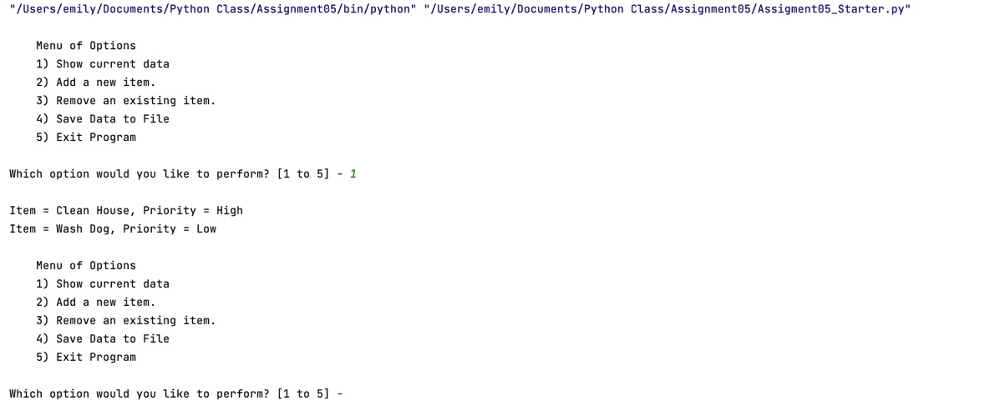 "/Users/emily/Documents/Python Class/Assignment05/bin/python" "/Users/emily/Documents/Python Class/Assignment05/Assigment05_Starter.py"
Menu of Options
1) Show current data
2) Add a new item.
3) Remove an existing item.
4) Save Data to File
5) Exit Program
Which option would you like to perform? [1 to 5] - 1
Item = Clean House, Priority = High
Item = Wash Dog, Priority = Low
Menu of Options
1) Show current data
2) Add a new item.
3) Remove an existing item.
4) Save Data to File
5) Exit Program
Which option would you like to perform? [1 to 5] -